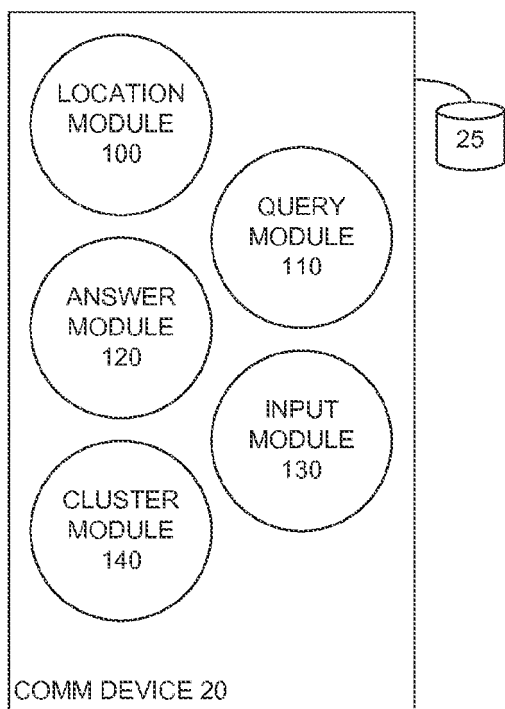 LOCATION
MODULE
100
25
QUERY
MODULE
110
ANSWER
MODULE
120
INPUT
MODULE
130
CLUSTER
MODULE
140
COMM DEVICE 20